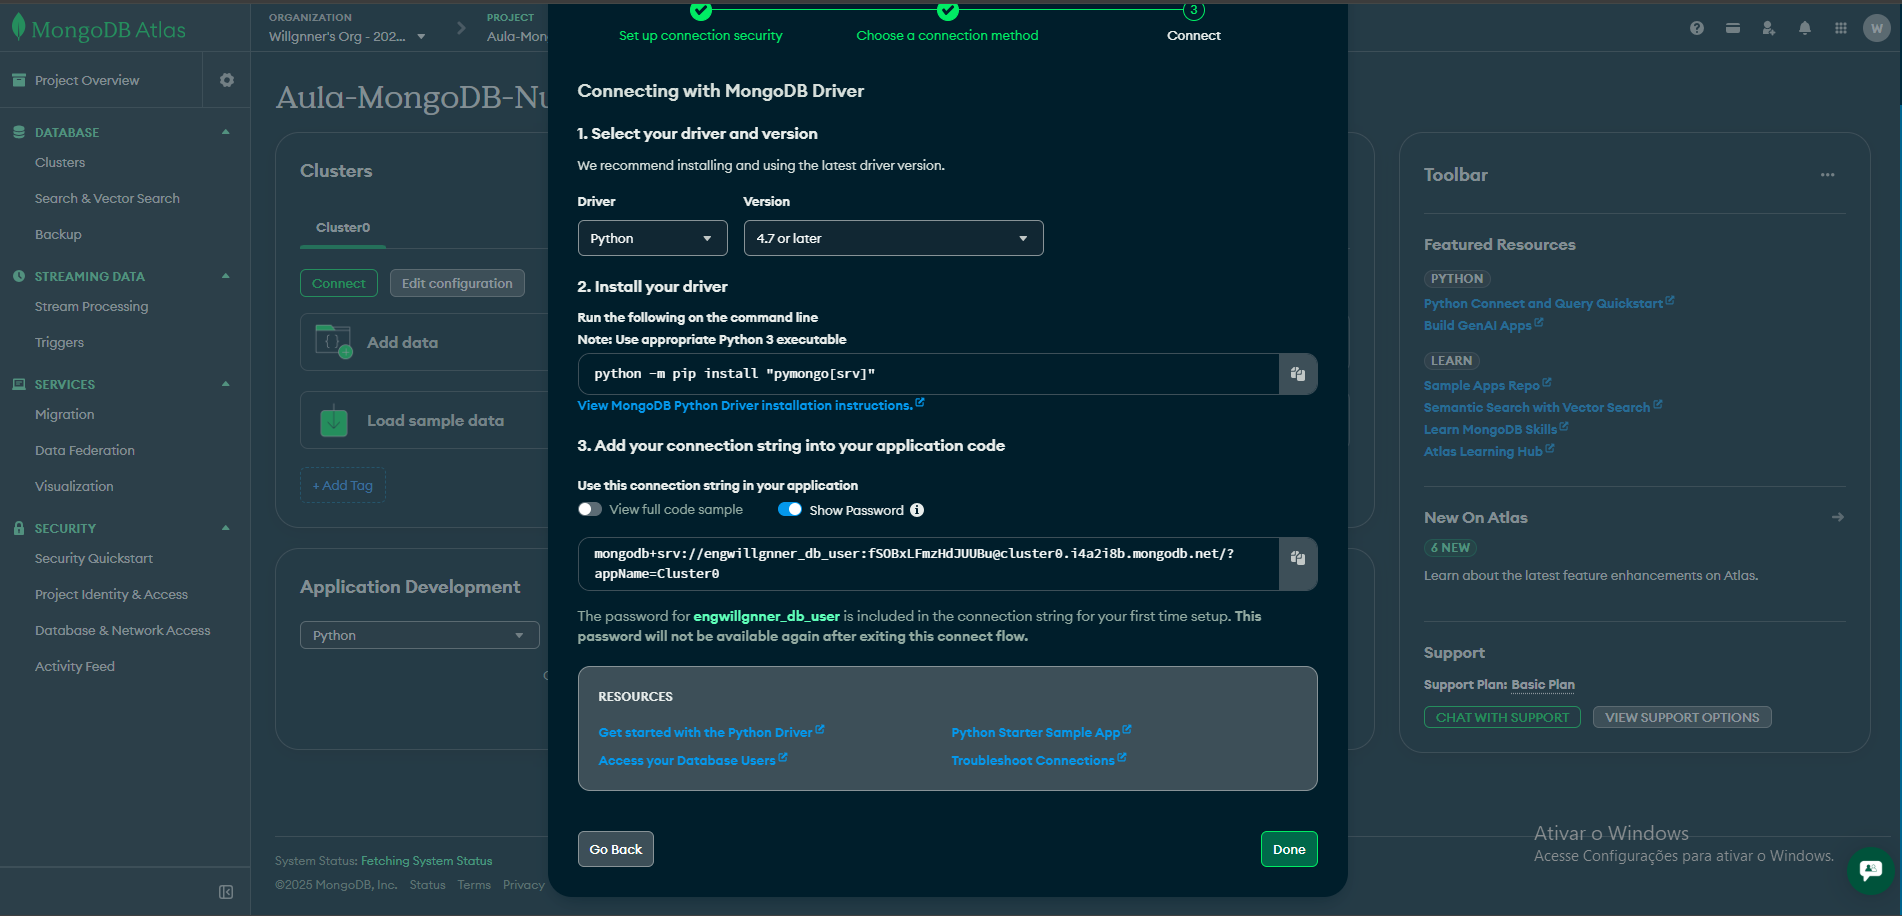 MongoDB Atlas
ORGANIZATION
Willgnner's Org - 202...
PROJECT
Aula-Mon
W
Project Overview
DATABASE
Clusters
Search & Vector Search
Backup
STREAMING DATA
Stream Processing
Triggers
SERVICES
Migration
Data Federation
Visualization
SECURITY
Security Quickstart
Project Identity & Access
Database & Network Access
Activity Feed
Aula-MongoDB-Nu
Clusters
Cluster0
Connect
Edit configuration
Add data
Load sample data
+ Add Tag
Application Development
Python
System Status: Fetching System Status
©2025 MongoDB, Inc. Status Terms Privacy
Set up connection security
Choose a connection method
3
Connect
Connecting with MongoDB Driver
1. Select your driver and version
We recommend installing and using the latest driver version.
Driver
Version
Python
4.7 or later
2. Install your driver
Run the following on the command line
Note: Use appropriate Python 3 executable
python -m pip install "pymongo[srv]"
View MongoDB Python Driver installation instructions.
3. Add your connection string into your application code
Use this connection string in your application
View full code sample
Show Password
mongodb+srv://engwillgnner_db_user:fSOBxLFmzHdJUUBu@cluster0.i4a2i8b.mongodb.net/?
appName=Cluster0
The password for engwillgnner_db_user is included in the connection string for your first time setup. This
password will not be available again after exiting this connect flow.
RESOURCES
Get started with the Python Driver
Python Starter Sample App
Access your Database Users
Troubleshoot Connections
Go Back
Done
Toolbar
Featured Resources
PYTHON
Python Connect and Query Quickstart
Build GenAI Apps
LEARN
Sample Apps Repo
Semantic Search with Vector Search
Learn MongoDB Skills
Atlas Learning Hub
New On Atlas
6 NEW
Learn about the latest feature enhancements on Atlas.
Support
Support Plan: Basic Plan
CHAT WITH SUPPORT
VIEW SUPPORT OPTIONS
Ativar o Windows
Acesse Configurações para ativar o Windows.